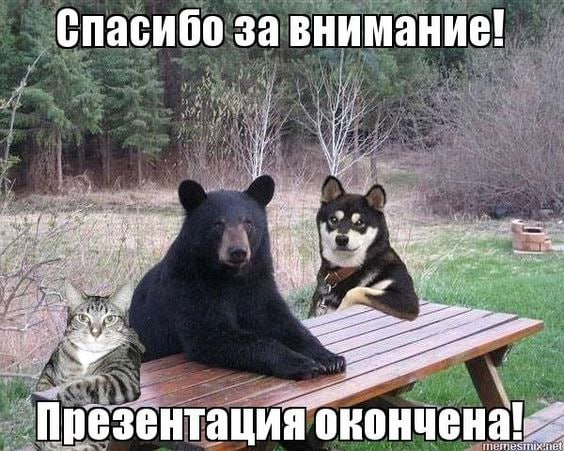 Спасибо за внимание!
Презентация окончена!
memesmix.net